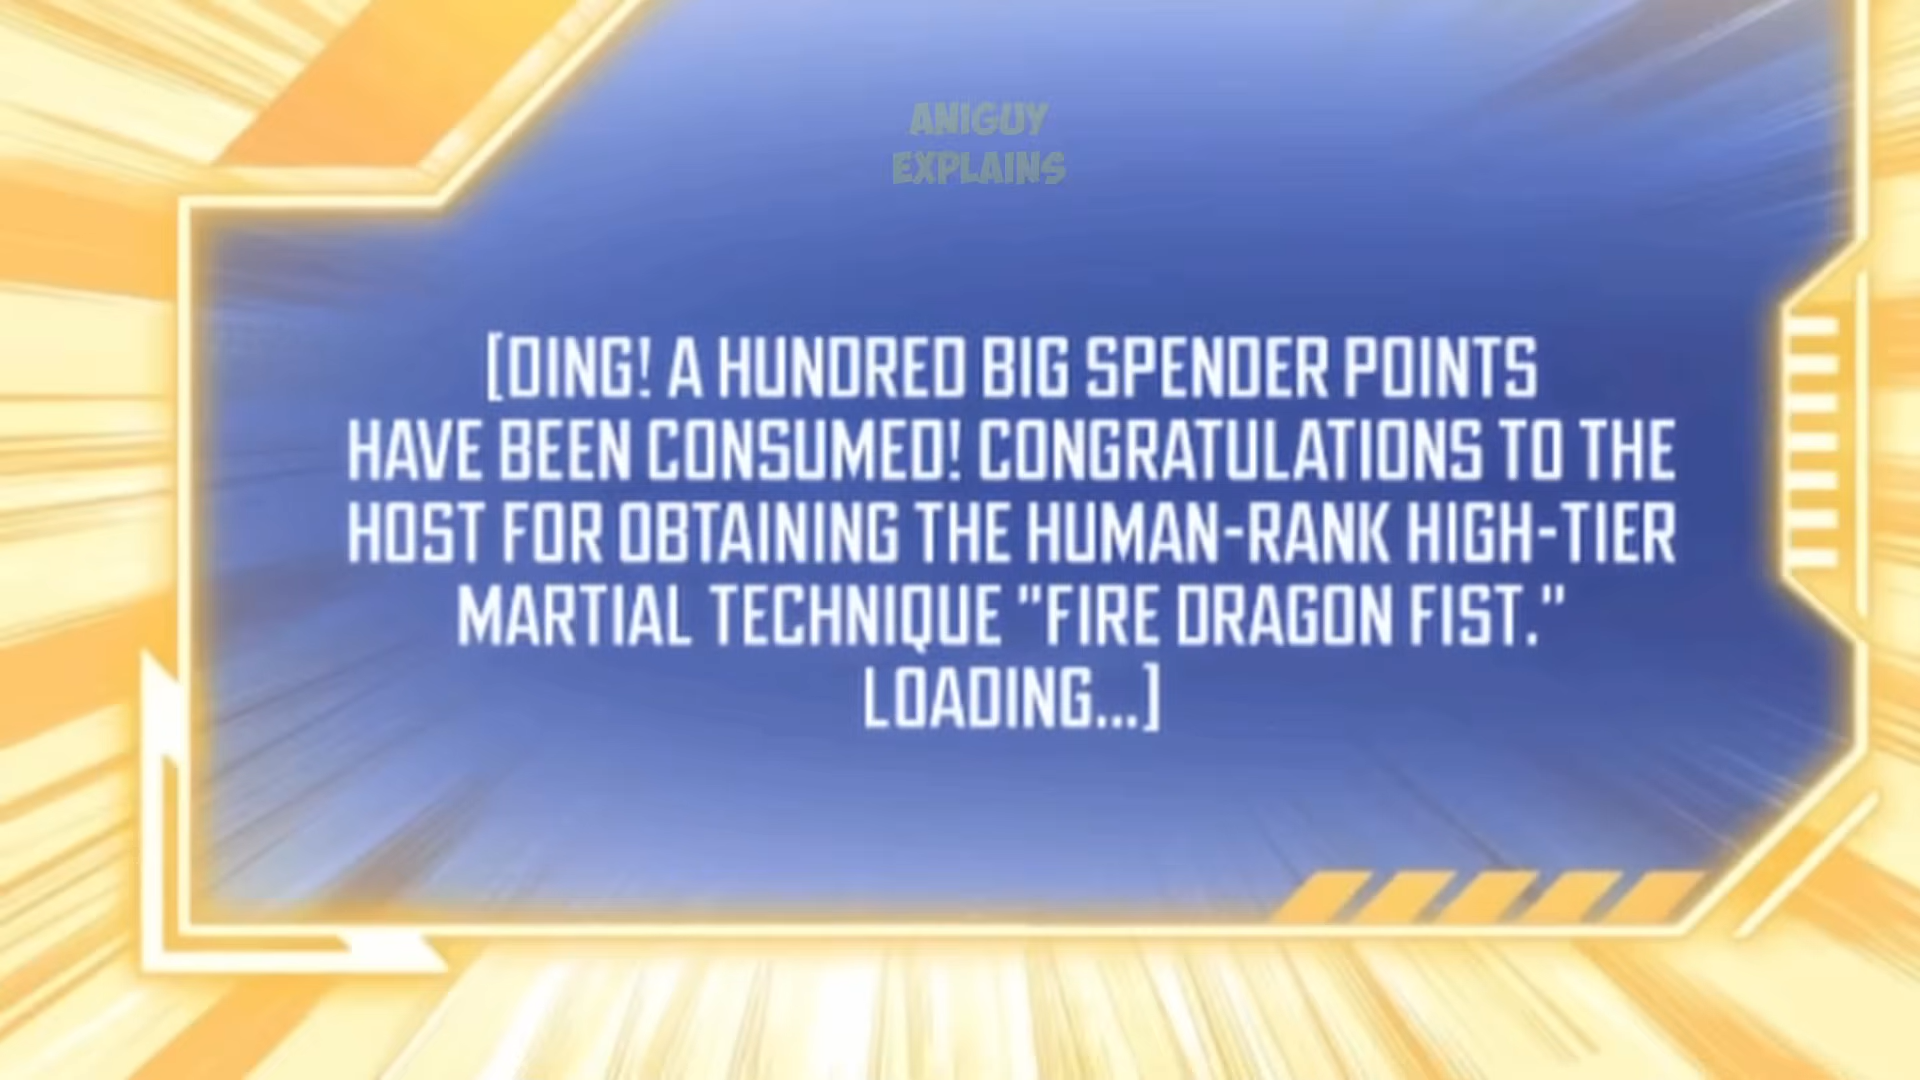 ANIGUY
EXPLAINS
[DING! A HUNDRED BIG SPENDER POINTS
HAVE BEEN CONSUMED! CONGRATULATIONS TO THE
HOST FOR OBTAINING THE HUMAN-RANK HIGH-TIER
MARTIAL TECHNIQUE "FIRE DRAGON FIST."
LOADING...]